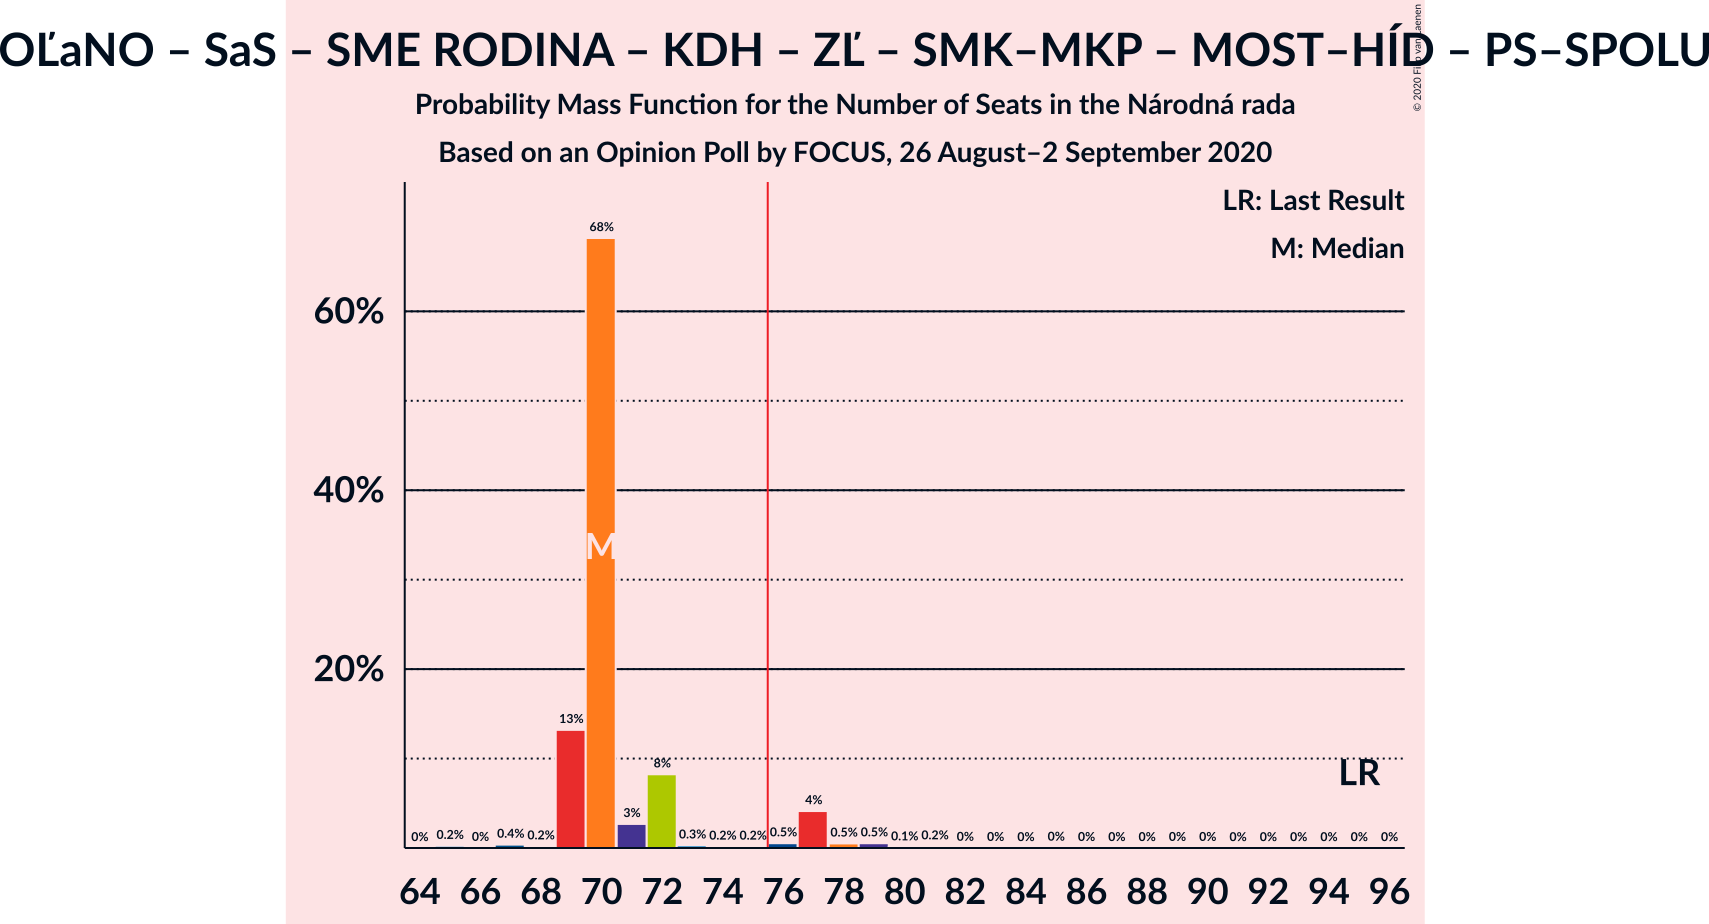 OĽaNO – SaS – SME RODINA – KDH – ZĽ – SMK–MKP – MOST–HÍD – PS–SPOLU
Probability Mass Function for the Number of Seats in the Národná rada
Based on an Opinion Poll by FOCUS, 26 August–2 September 2020
© 2020 Filip van Laenen
LR: Last Result
M: Median
60%
40%
20%
0% 0.2% 0% 0.4% 0.2% 13% 68% 3% 8% 0.3% 0.2% 0.2% 0.5% 4% 0.5% 0.5% 0.1% 0.2% 0% 0% 0% 0% 0% 0% 0% 0% 0% 0% 0% 0% 0% 0% 0%
M
LR
64 66 68 70 72 74 76 78 80 82 84 86 88 90 92 94 96